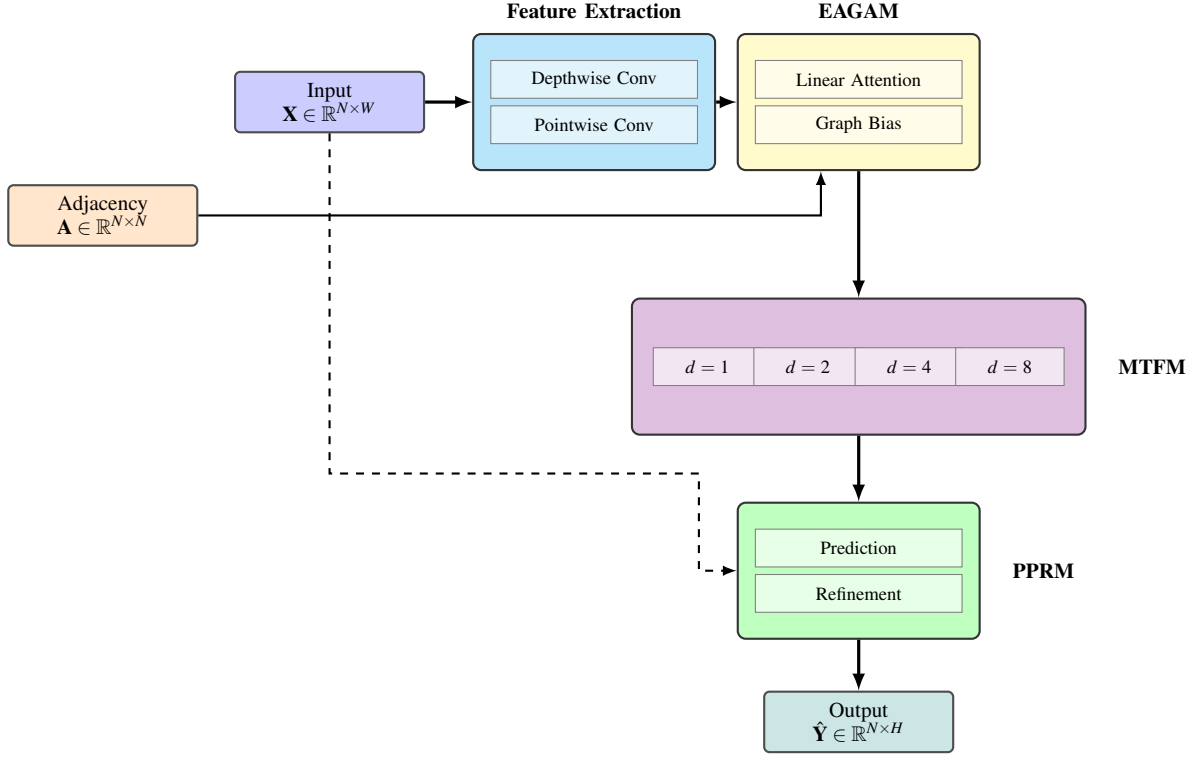 Feature Extraction
EAGAM
Input
X ∈ ℝ^{N×W}
Depthwise Conv
Pointwise Conv
Linear Attention
Graph Bias
Adjacency
A ∈ ℝ^{N×N}
d = 1
d = 2
d = 4
d = 8
MTFM
Prediction
Refinement
PPRM
Output
Ŷ ∈ ℝ^{N×H}